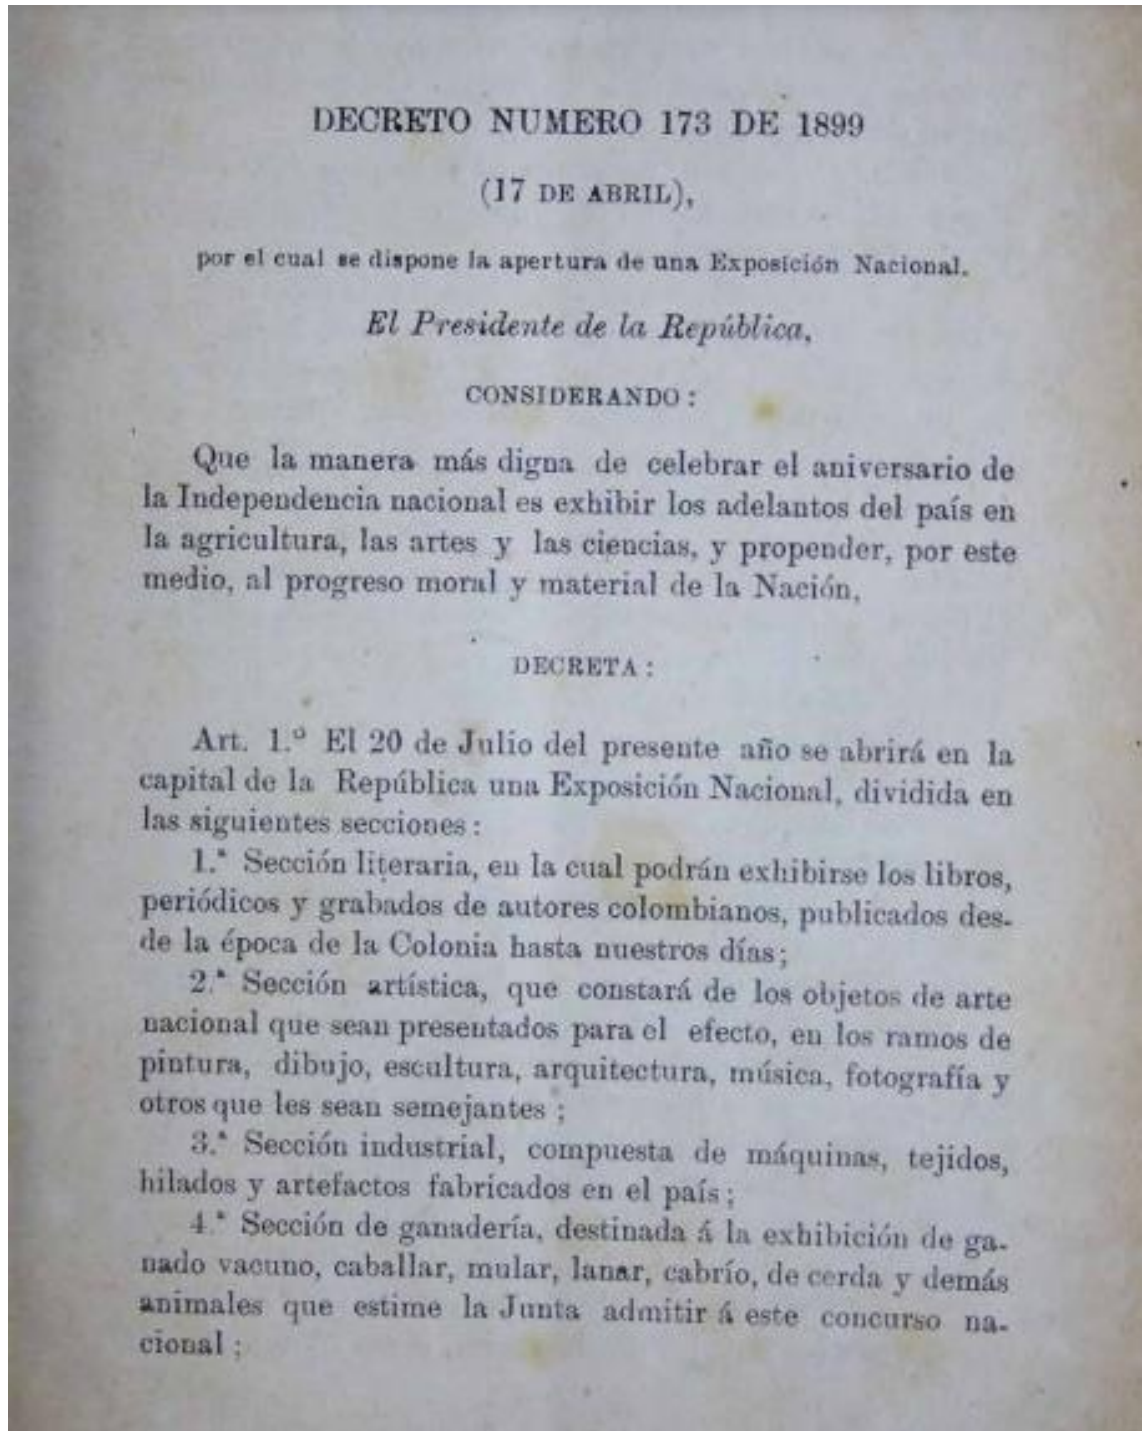 DECRETO NUMERO 173 DE 1899
(17 DE ABRIL),
por el cual se dispone la apertura de una Exposición Nacional.
El Presidente de la República,
CONSIDERANDO:
Que la manera más digna de celebrar el aniversario de
la Independencia nacional es exhibir los adelantos del país en
la agricultura, las artes y las ciencias, y propender, por este
medio, al progreso moral y material de la Nación,
DECRETA:
Art. 1.º El 20 de Julio del presente año se abrirá en la
capital de la República una Exposición Nacional, dividida en
las siguientes secciones:
1.ª Sección literaria, en la cual podrán exhibirse los libros,
periódicos y grabados de autores colombianos, publicados des-
de la época de la Colonia hasta nuestros días;
2.ª Sección artística, que constará de los objetos de arte
nacional que sean presentados para el efecto, en los ramos de
pintura, dibujo, escultura, arquitectura, música, fotografía y
otros que les sean semejantes;
3.ª Sección industrial, compuesta de máquinas, tejidos,
hilados y artefactos fabricados en el país;
4.ª Sección de ganadería, destinada á la exhibición de ga-
nado vacuno, caballar, mular, lanar, cabrío, de cerda y demás
animales que estime la Junta admitir á este concurso na-
cional;